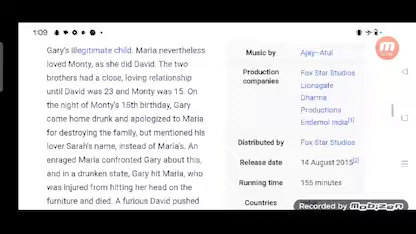 1:09
Gary's illegitimate child. Maria nevertheless
loved Monty, as she did David. The two
brothers had a close, loving relationship
until David was 23 and Monty was 15. On
the night of Monty's 15th birthday, Gary
came home drunk and apologized to Maria
for destroying the family, but mentioned his
lover Sarah's name, instead of Maria's. An
enraged Maria confronted Gary about this,
and in a drunken state, Gary hit Maria, who
was injured from hitting her head on the
furniture and died. A furious David pushed
Music by Ajay–Atul
Production Fox Star Studios
companies Lionsgate
Dharma
Productions
Endemol India[1]
Distributed by Fox Star Studios
Release date 14 August 2015[2]
Running time 155 minutes
Countries
Recorded by
Mobizen